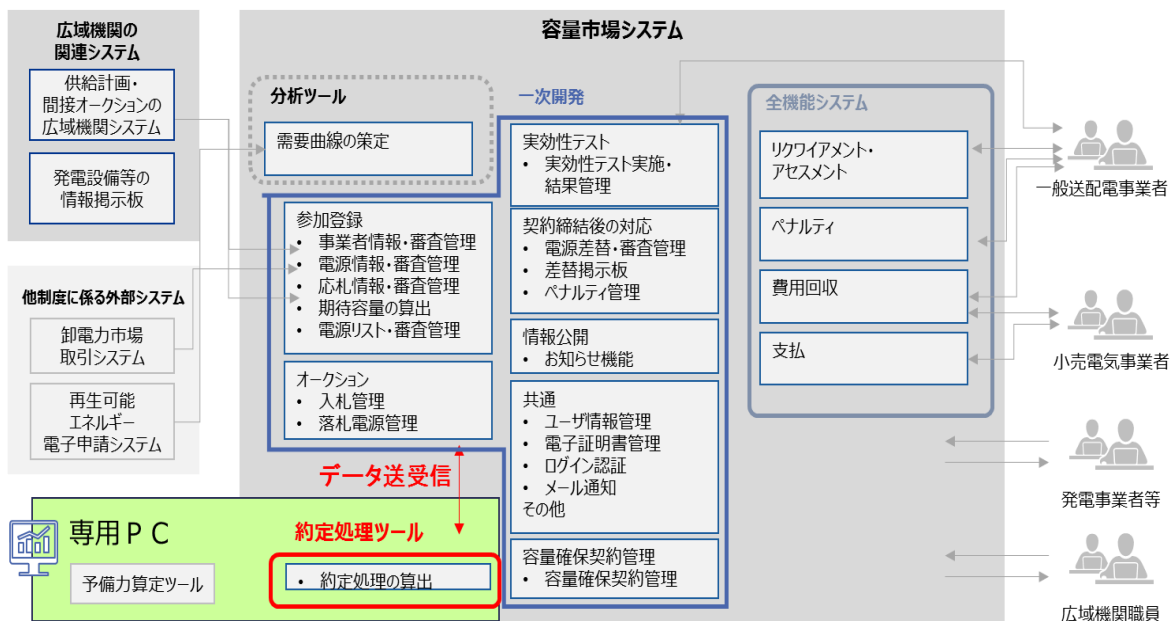 広域機関の
関連システム
供給計画・
間接オークションの
広域機関システム
発電設備等の
情報掲示板
他制度に係る外部システム
卸電力市場
取引システム
再生可能
エネルギー
電子申請システム
容量市場システム
分析ツール
需要曲線の策定
一次開発
参加登録
• 事業者情報・審査管理
• 電源情報・審査管理
• 応札情報・審査管理
• 期待容量の算出
• 電源リスト・審査管理
オークション
• 入札管理
• 落札電源管理
実効性テスト
• 実効性テスト実施・
結果管理
契約締結後の対応
• 電源差替・審査管理
• 差替掲示板
• ペナルティ管理
情報公開
• お知らせ機能
共通
• ユーザ情報管理
• 電子証明書管理
• ログイン認証
• メール通知
その他
容量確保契約管理
• 容量確保契約管理
全機能システム
リクワイアメント・
アセスメント
ペナルティ
費用回収
支払
一般送配電事業者
小売電気事業者
発電事業者等
広域機関職員
データ送受信
専用PC
予備力算定ツール
約定処理ツール
• 約定処理の算出